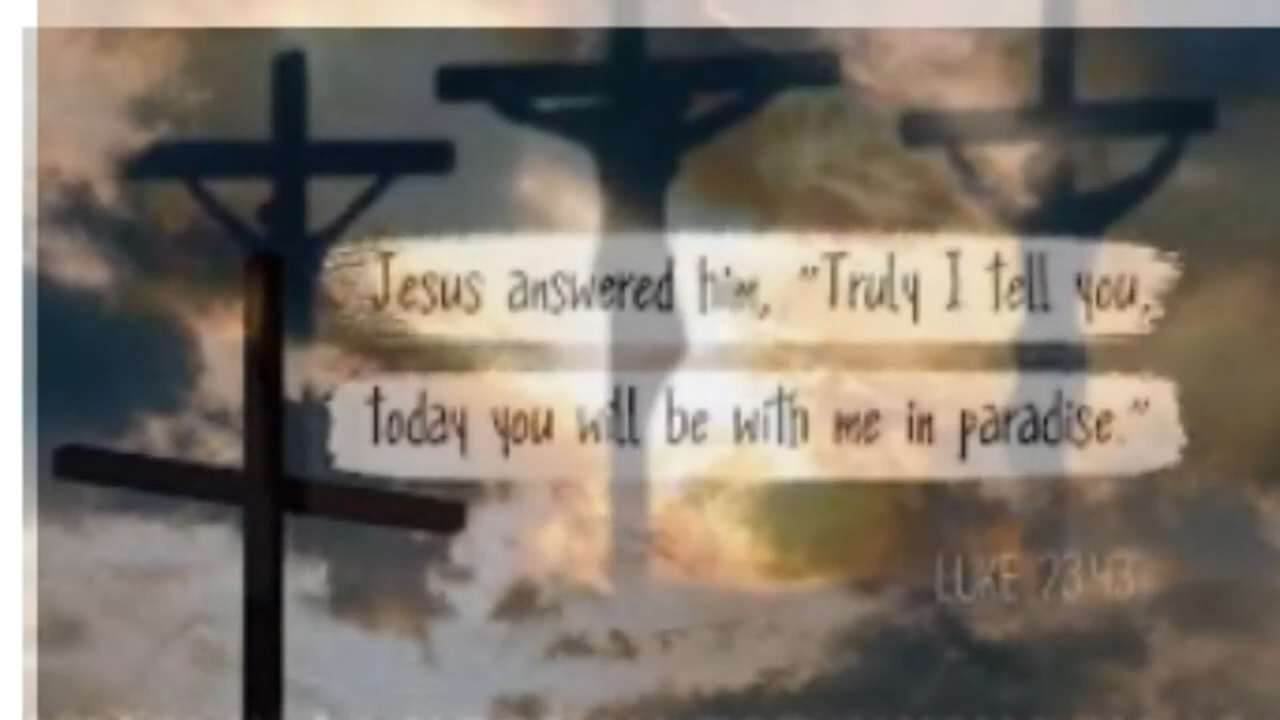 Jesus answered him, "Truly I tell you,
today you will be with me in paradise."
LUKE 23:43